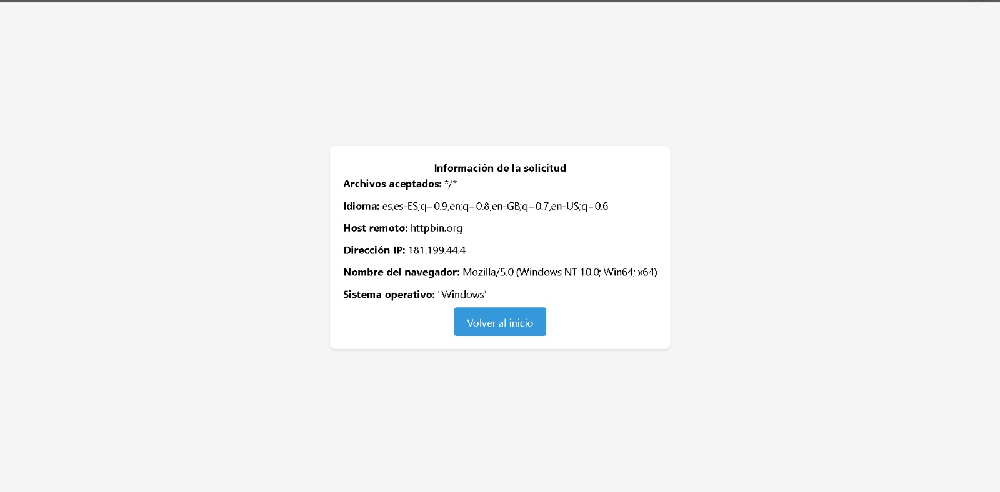 Información de la solicitud
Archivos aceptados: */*
Idioma: es,es-ES;q=0.9,en;q=0.8,en-GB;q=0.7,en-US;q=0.6
Host remoto: httpbin.org
Dirección IP: 181.199.44.4
Nombre del navegador: Mozilla/5.0 (Windows NT 10.0; Win64; x64)
Sistema operativo: "Windows"
Volver al inicio